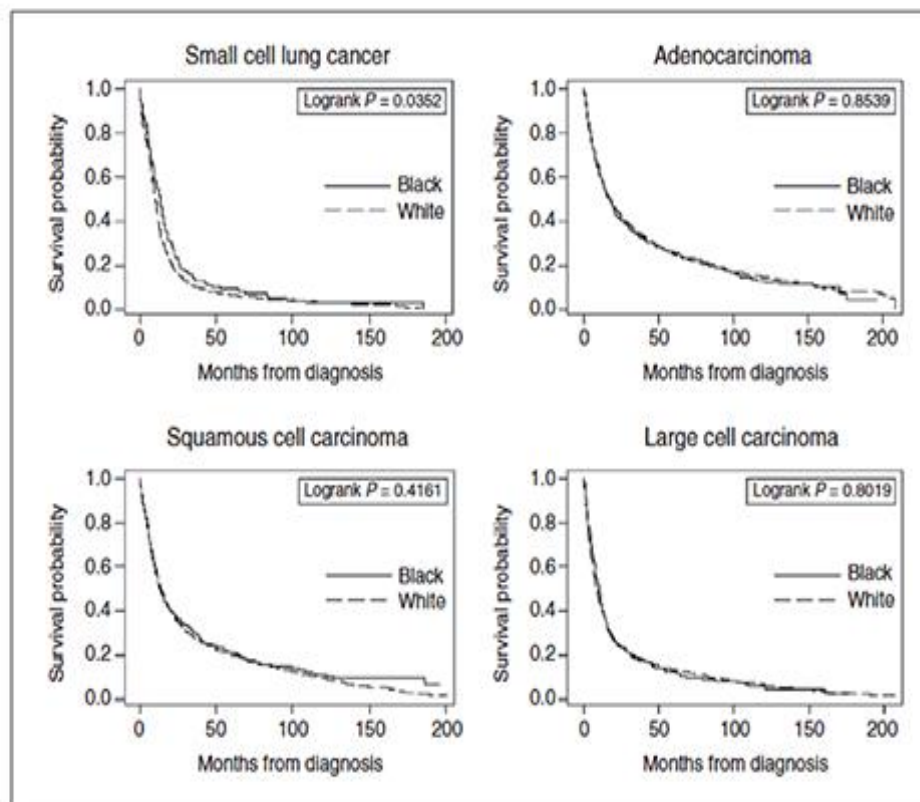 Small cell lung cancer
Logrank P = 0.0352
Black
White
Survival probability
1.0
0.8
0.6
0.4
0.2
0.0
0 50 100 150 200
Months from diagnosis
Adenocarcinoma
Logrank P = 0.8539
Black
White
Survival probability
1.0
0.8
0.6
0.4
0.2
0.0
0 50 100 150 200
Months from diagnosis
Squamous cell carcinoma
Logrank P = 0.4161
Black
White
Survival probability
1.0
0.8
0.6
0.4
0.2
0.0
0 50 100 150 200
Months from diagnosis
Large cell carcinoma
Logrank P = 0.8019
Black
White
Survival probability
1.0
0.8
0.6
0.4
0.2
0.0
0 50 100 150 200
Months from diagnosis